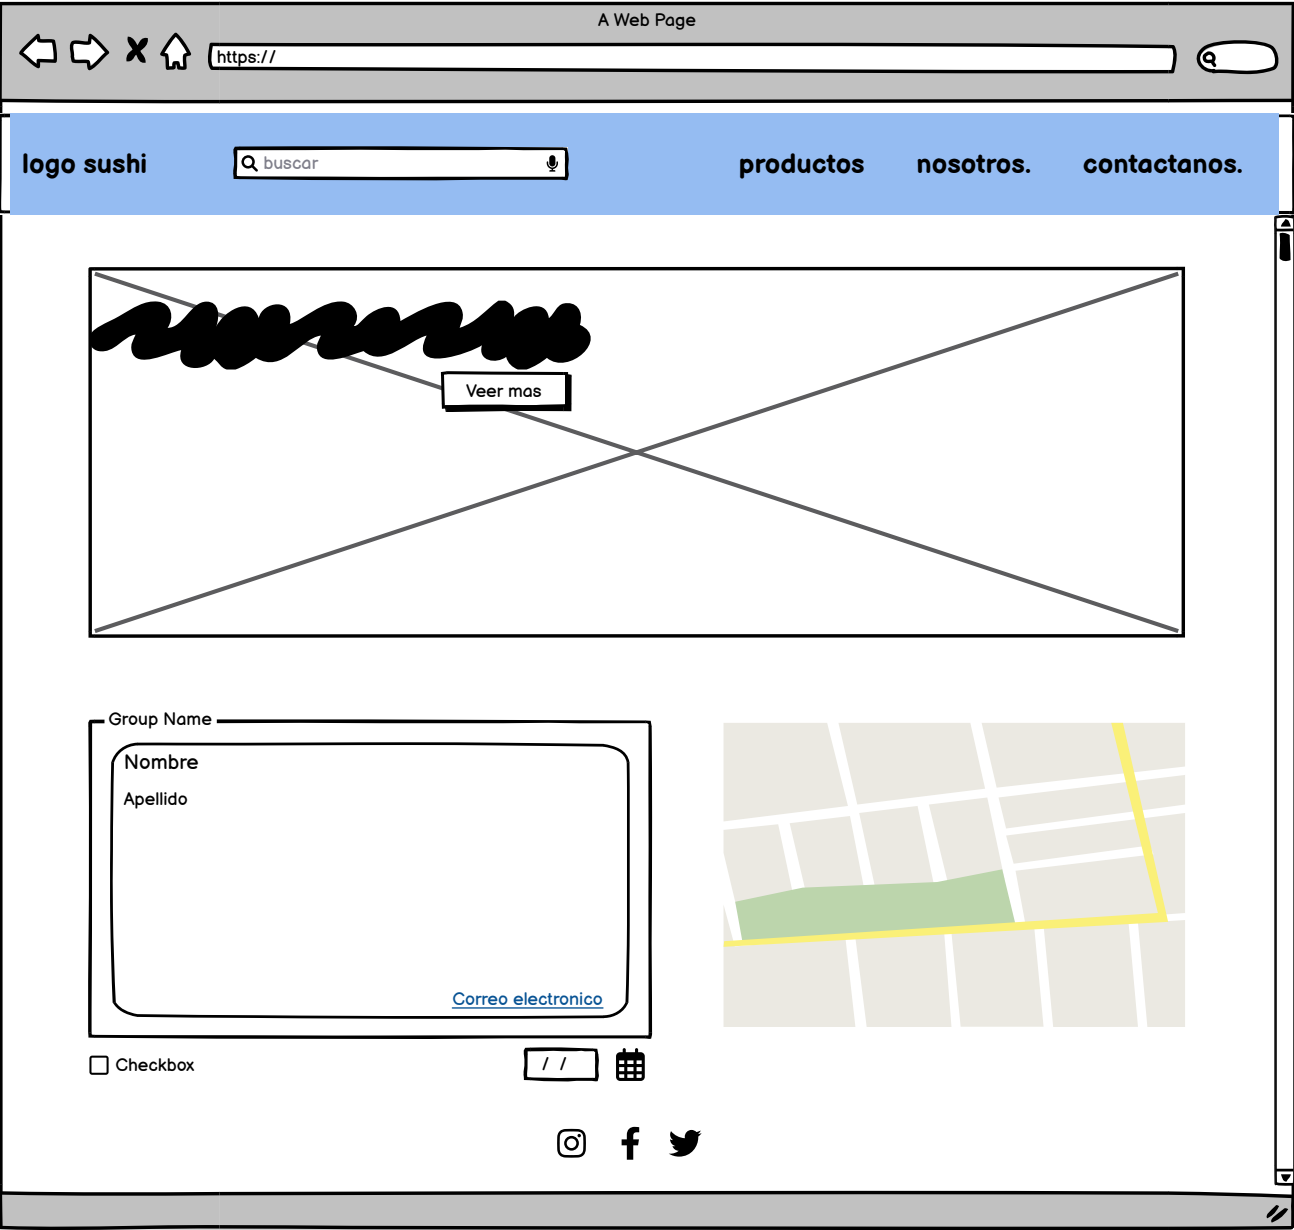 A Web Page
https://
logo sushi
buscar
productos
nosotros.
contactanos.
Veer mas
Group Name
Nombre
Apellido
Correo electronico
Checkbox
/ /